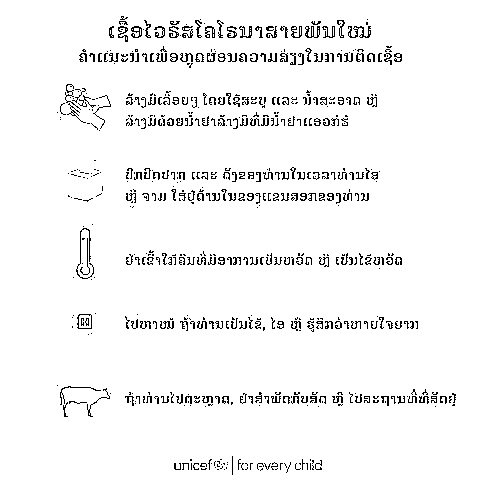 ເຊື້ອໄວຣັສໂຄໂຣນາສາຍພັນໃໝ່
ຄຳແນະນຳເພື່ອຫຼຸດຜ່ອນຄວາມສ່ຽງໃນການຕິດເຊື້ອ
ລ້າງມືເລື້ອຍໆ ໂດຍໃຊ້ສະບູ ແລະ ນ້ຳສະອາດ ຫຼື
ລ້າງມືດ້ວຍນ້ຳຢາລ້າງມືທີ່ມີນ້ຳຢາແອວກໍຮໍ
ປົກປິດປາກ ແລະ ດັງຂອງທ່ານໃນເວລາທ່ານໄອ
ຫຼື ຈາມ ໃສ່ຜູ້ດ້ານໃນຂອງແຂນສອກຂອງທ່ານ
ຢ່າເຂົ້າໃກ້ຄົນທີ່ມີອາການເປັນຫວັດ ຫຼື ເປັນໄຂ້ຫວັດ
ໄປຫາໝໍ ຖ້າທ່ານເປັນໄຂ້, ໄອ ຫຼື ຮູ້ສຶກວ່າຫາຍໃຈຍາກ
ຖ້າທ່ານໄປຕະຫຼາດ, ຢ່າສຳພັດກັບສັດ ຫຼື ໄປສະຖານທີ່ທີ່ສັດຢູ່
unicef | for every child